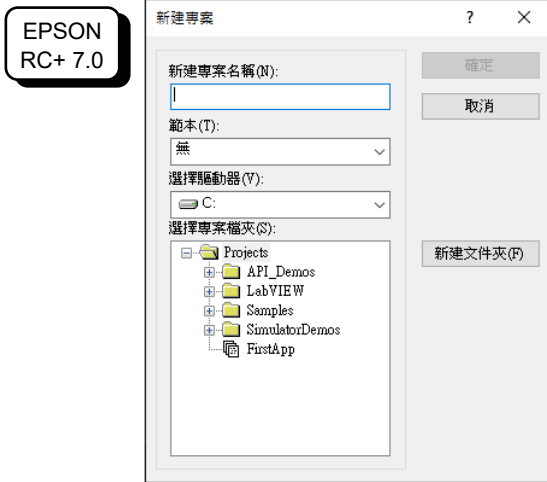 EPSON
RC+ 7.0
新建專案
?
新建專案名稱(N):
確定
取消
範本(T):
無
選擇驅動器(V):
C:
選擇專案檔夾(S):
Projects
新建文件夾(F)
API_Demos
LabVIEW
Samples
SimulatorDemos
FirstApp